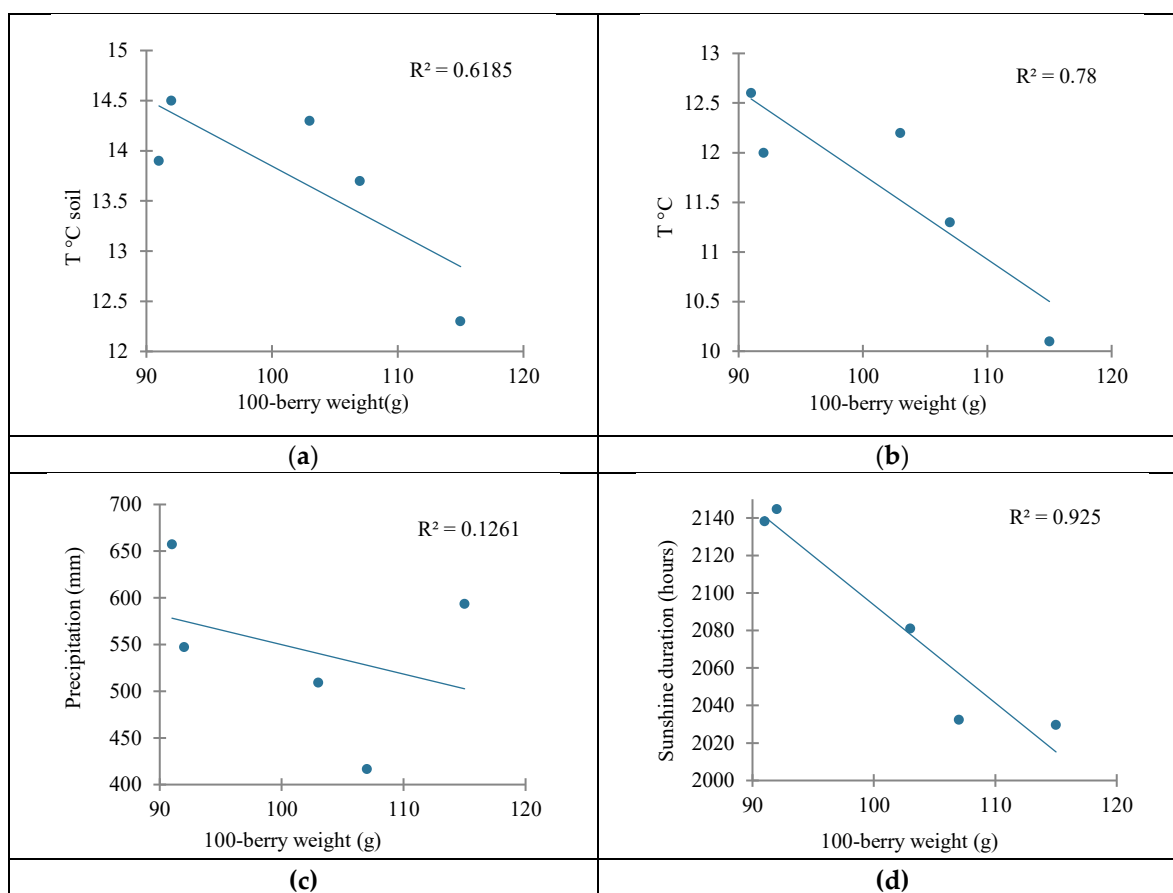 15
14.5
14
13.5
13
12.5
12
90
100
110
120
T °C soil
100-berry weight(g)
R² = 0.6185
(a)
13
12.5
12
11.5
11
10.5
10
90
100
110
120
T °C
100-berry weight (g)
R² = 0.78
(b)
700
650
600
550
500
450
400
90
100
110
120
Precipitation (mm)
100-berry weight (g)
R² = 0.1261
(c)
2140
2120
2100
2080
2060
2040
2020
2000
90
100
110
120
Sunshine duration (hours)
100-berry weight (g)
R² = 0.925
(d)